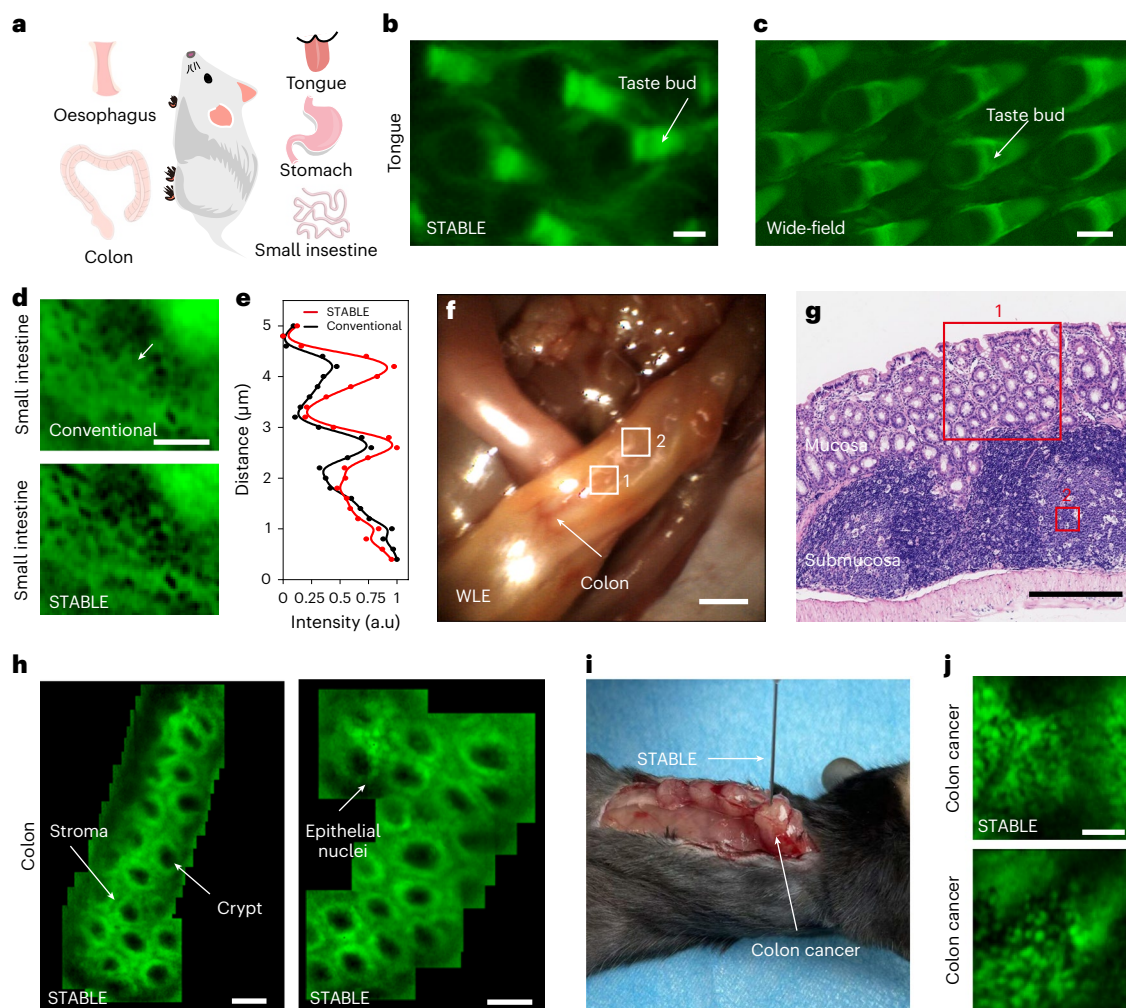 a
Oesophagus
Colon
Tongue
Stomach
Small intestine
b
Tongue
Taste bud
STABLE
c
Taste bud
Wide-field
d
Small intestine
Conventional
Small intestine
STABLE
e
STABLE
Conventional
Distance (µm)
5
4
3
2
1
0
0 0.25 0.5 0.75 1
Intensity (a.u)
f
2
1
Colon
WLE
g
1
Mucosa
2
Submucosa
h
Colon
Stroma
Crypt
STABLE
Epithelial
nuclei
STABLE
i
STABLE
Colon cancer
j
Colon cancer
STABLE
Colon cancer